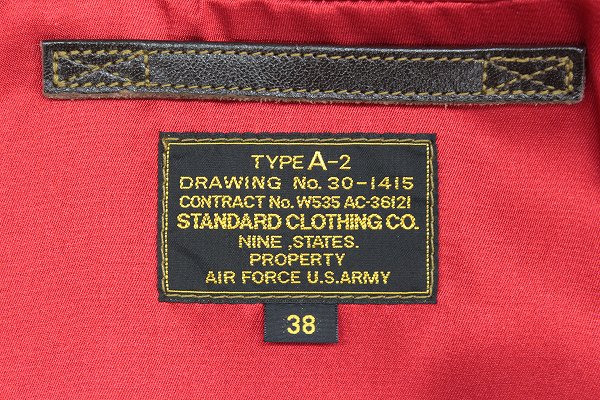 TYPE A-2
DRAWING No. 30-1415
CONTRACT No. W535 AC-36121
STANDARD CLOTHING CO.
NINE ,STATES.
PROPERTY
AIR FORCE U.S.ARMY
38